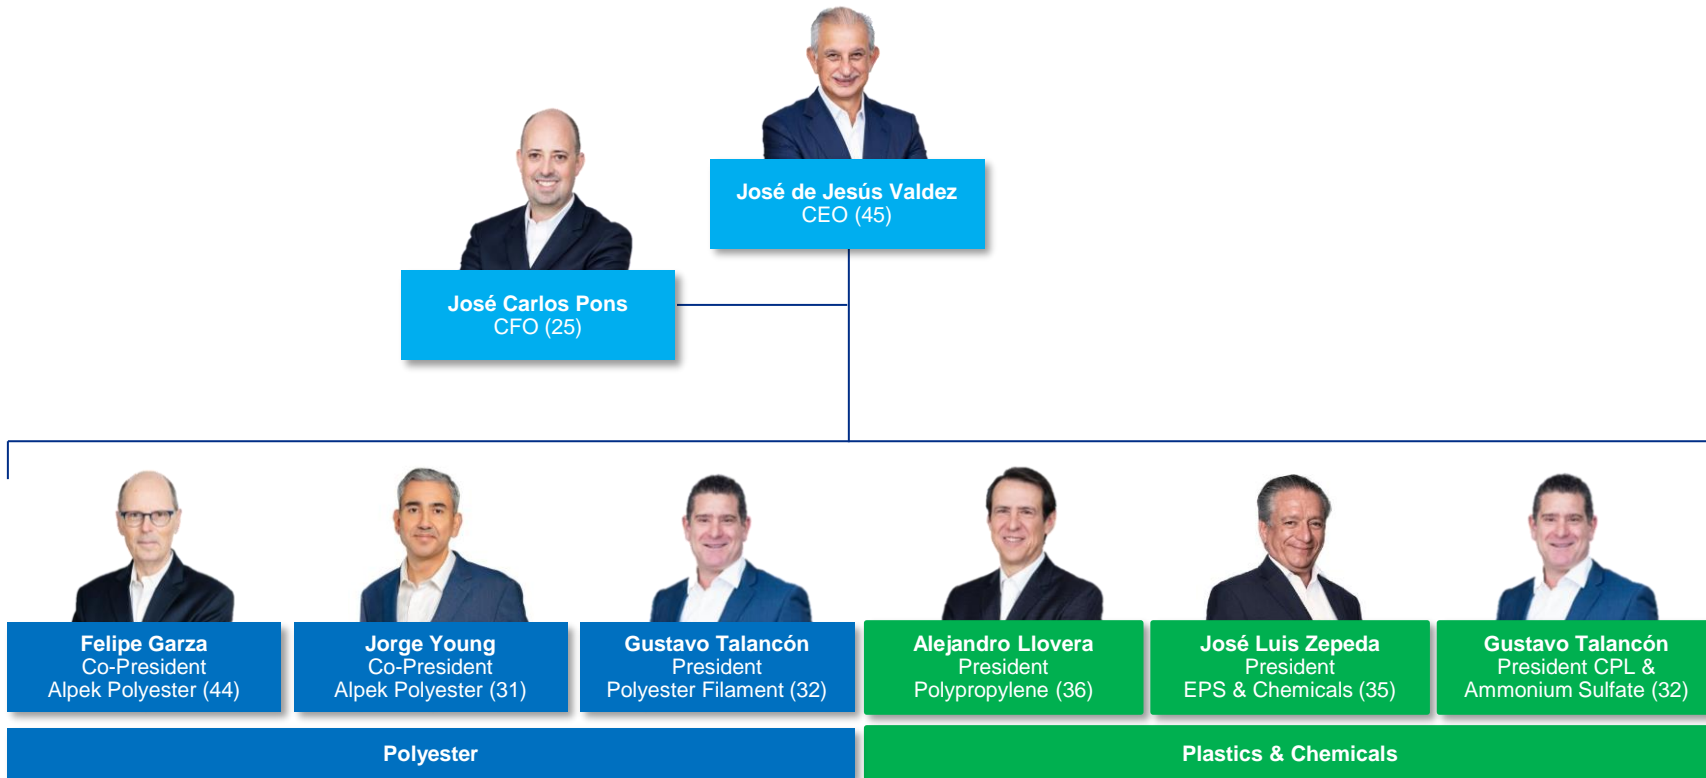 José de Jesús Valdez
CEO (45)
José Carlos Pons
CFO (25)
Felipe Garza
Co-President
Alpek Polyester (44)
Jorge Young
Co-President
Alpek Polyester (31)
Gustavo Talancón
President
Polyester Filament (32)
Alejandro Llovera
President
Polypropylene (36)
José Luis Zepeda
President
EPS & Chemicals (35)
Gustavo Talancón
President CPL &
Ammonium Sulfate (32)
Polyester
Plastics & Chemicals